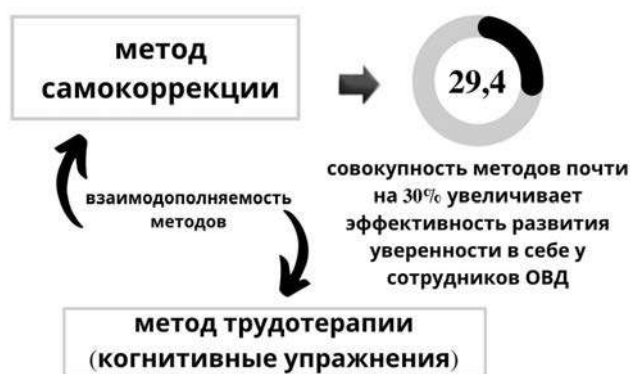 метод
самокоррекции
29,4
совокупность методов почти
на 30% увеличивает
эффективность развития
уверенности в себе у
сотрудников ОВД
взаимодополняемость
методов
метод трудотерапии
(когнитивные упражнения)